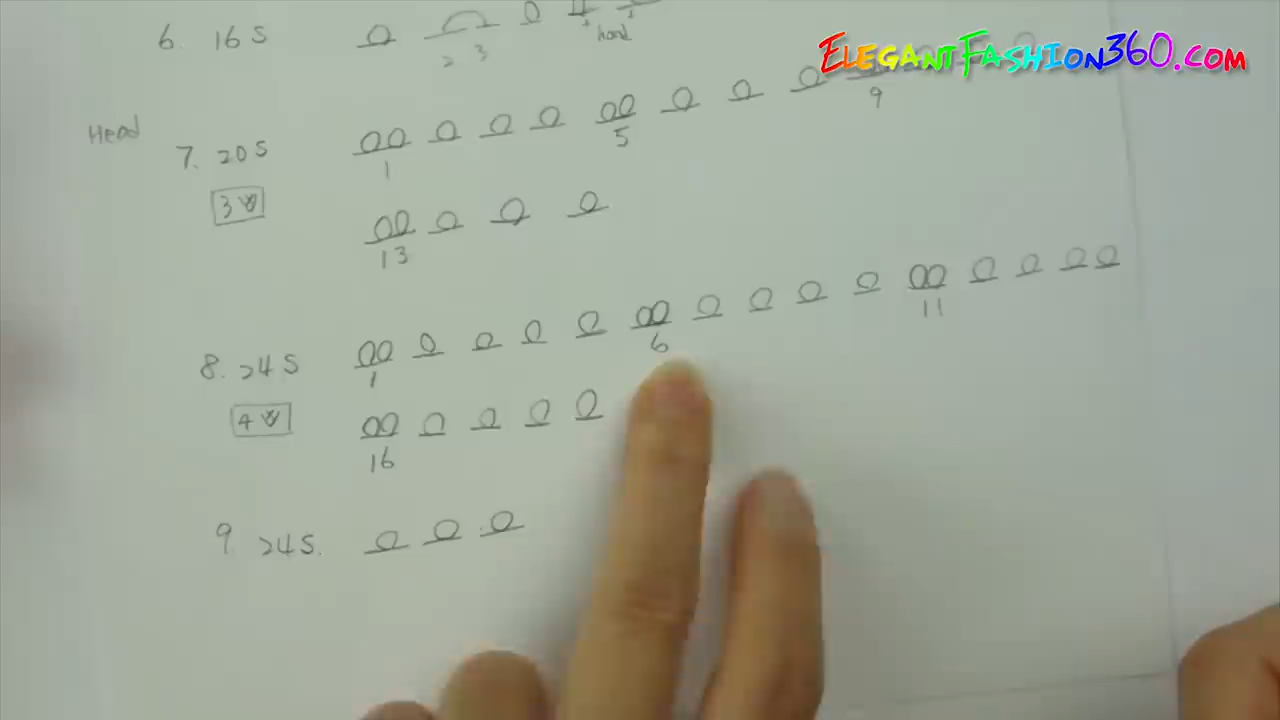 6. 16 S
2 3
hand
ElegantFashion360.com
Head
7. 20 S
1 5 9
3 W
13
8. 24 S
1 6 11
4 W
16
9. 24 S.